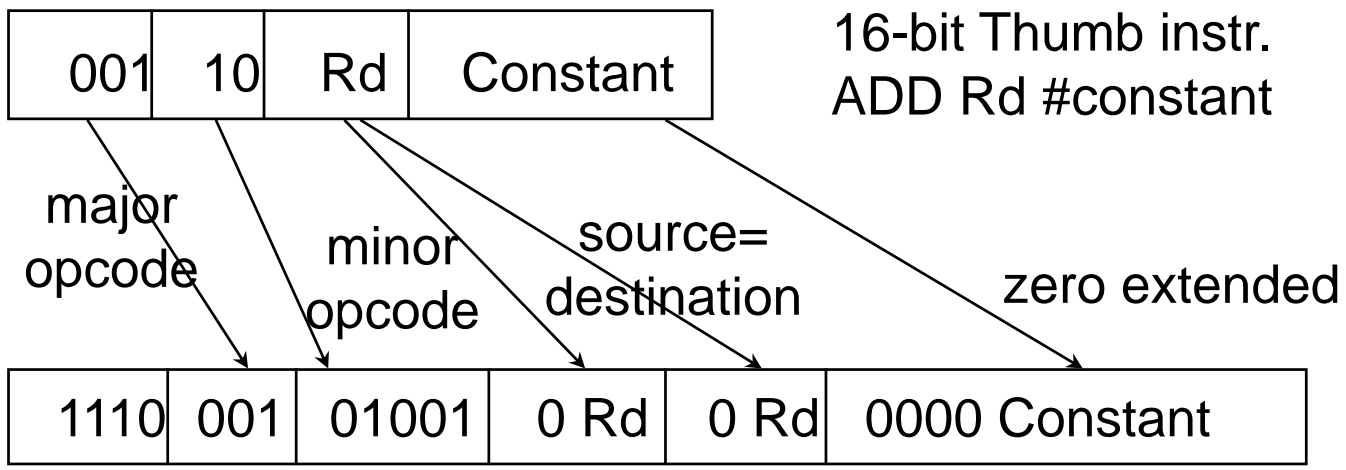 001 10 Rd Constant
16-bit Thumb instr.
ADD Rd #constant
major
opcode
minor
opcode
source=
destination
zero extended
1110 001 01001 0 Rd 0 Rd 0000 Constant